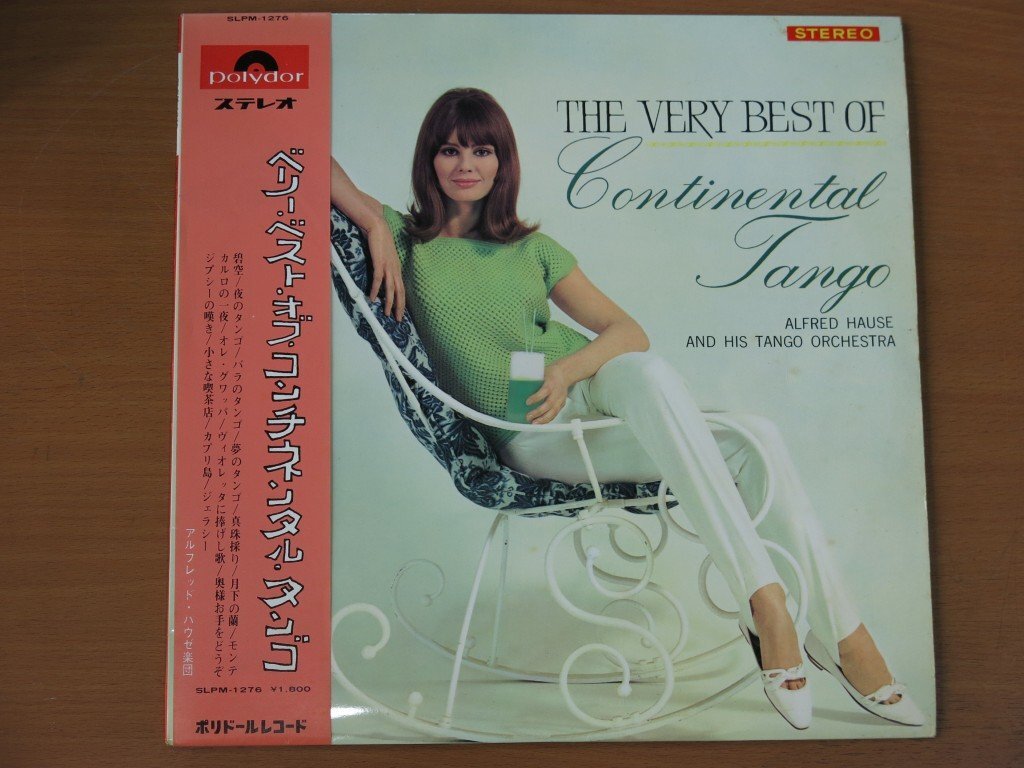 SLPM-1276
polydor
ステレオ
ベリー・ベスト・オブ・コンチネンタル・タンゴ
碧空/夜のタンゴ/バラのタンゴ/夢のタンゴ/真珠採り/月下の蘭/モンテ
カルロの一夜/オレ・グワッパ/ヴィオレッタに捧げし歌/奥様お手をどうぞ
ジプシーの嘆き/小さな喫茶店/カプリ島/ジェラシー
アルフレッド・ハウゼ楽団
SLPM-1276 ¥1,800
ポリドールレコード
STEREO
THE VERY BEST OF
Continental
Tango
ALFRED HAUSE
AND HIS TANGO ORCHESTRA